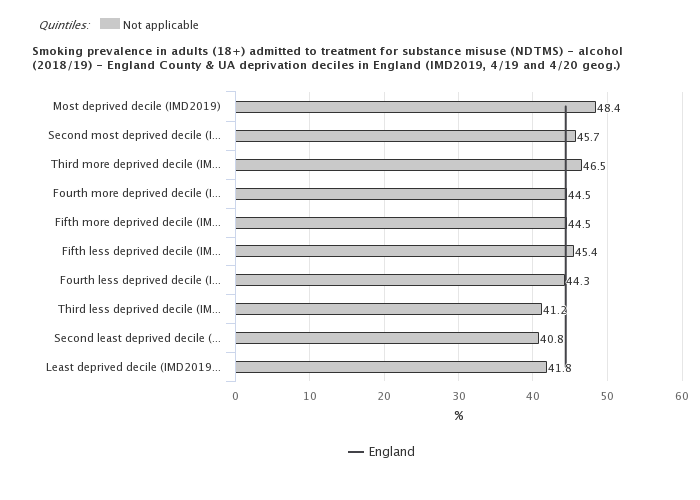 Quintiles: Not applicable
Smoking prevalence in adults (18+) admitted to treatment for substance misuse (NDTMS) – alcohol
(2018/19) – England County & UA deprivation deciles in England (IMD2019, 4/19 and 4/20 geog.)
Most deprived decile (IMD2019) 48.4
Second most deprived decile (I... 45.7
Third more deprived decile (IM... 46.5
Fourth more deprived decile (I... 44.5
Fifth more deprived decile (IM... 44.5
Fifth less deprived decile (IM... 45.4
Fourth less deprived decile (I... 44.3
Third less deprived decile (IM... 41.2
Second least deprived decile (... 40.8
Least deprived decile (IMD2019... 41.8
0 10 20 30 40 50 60
%
England